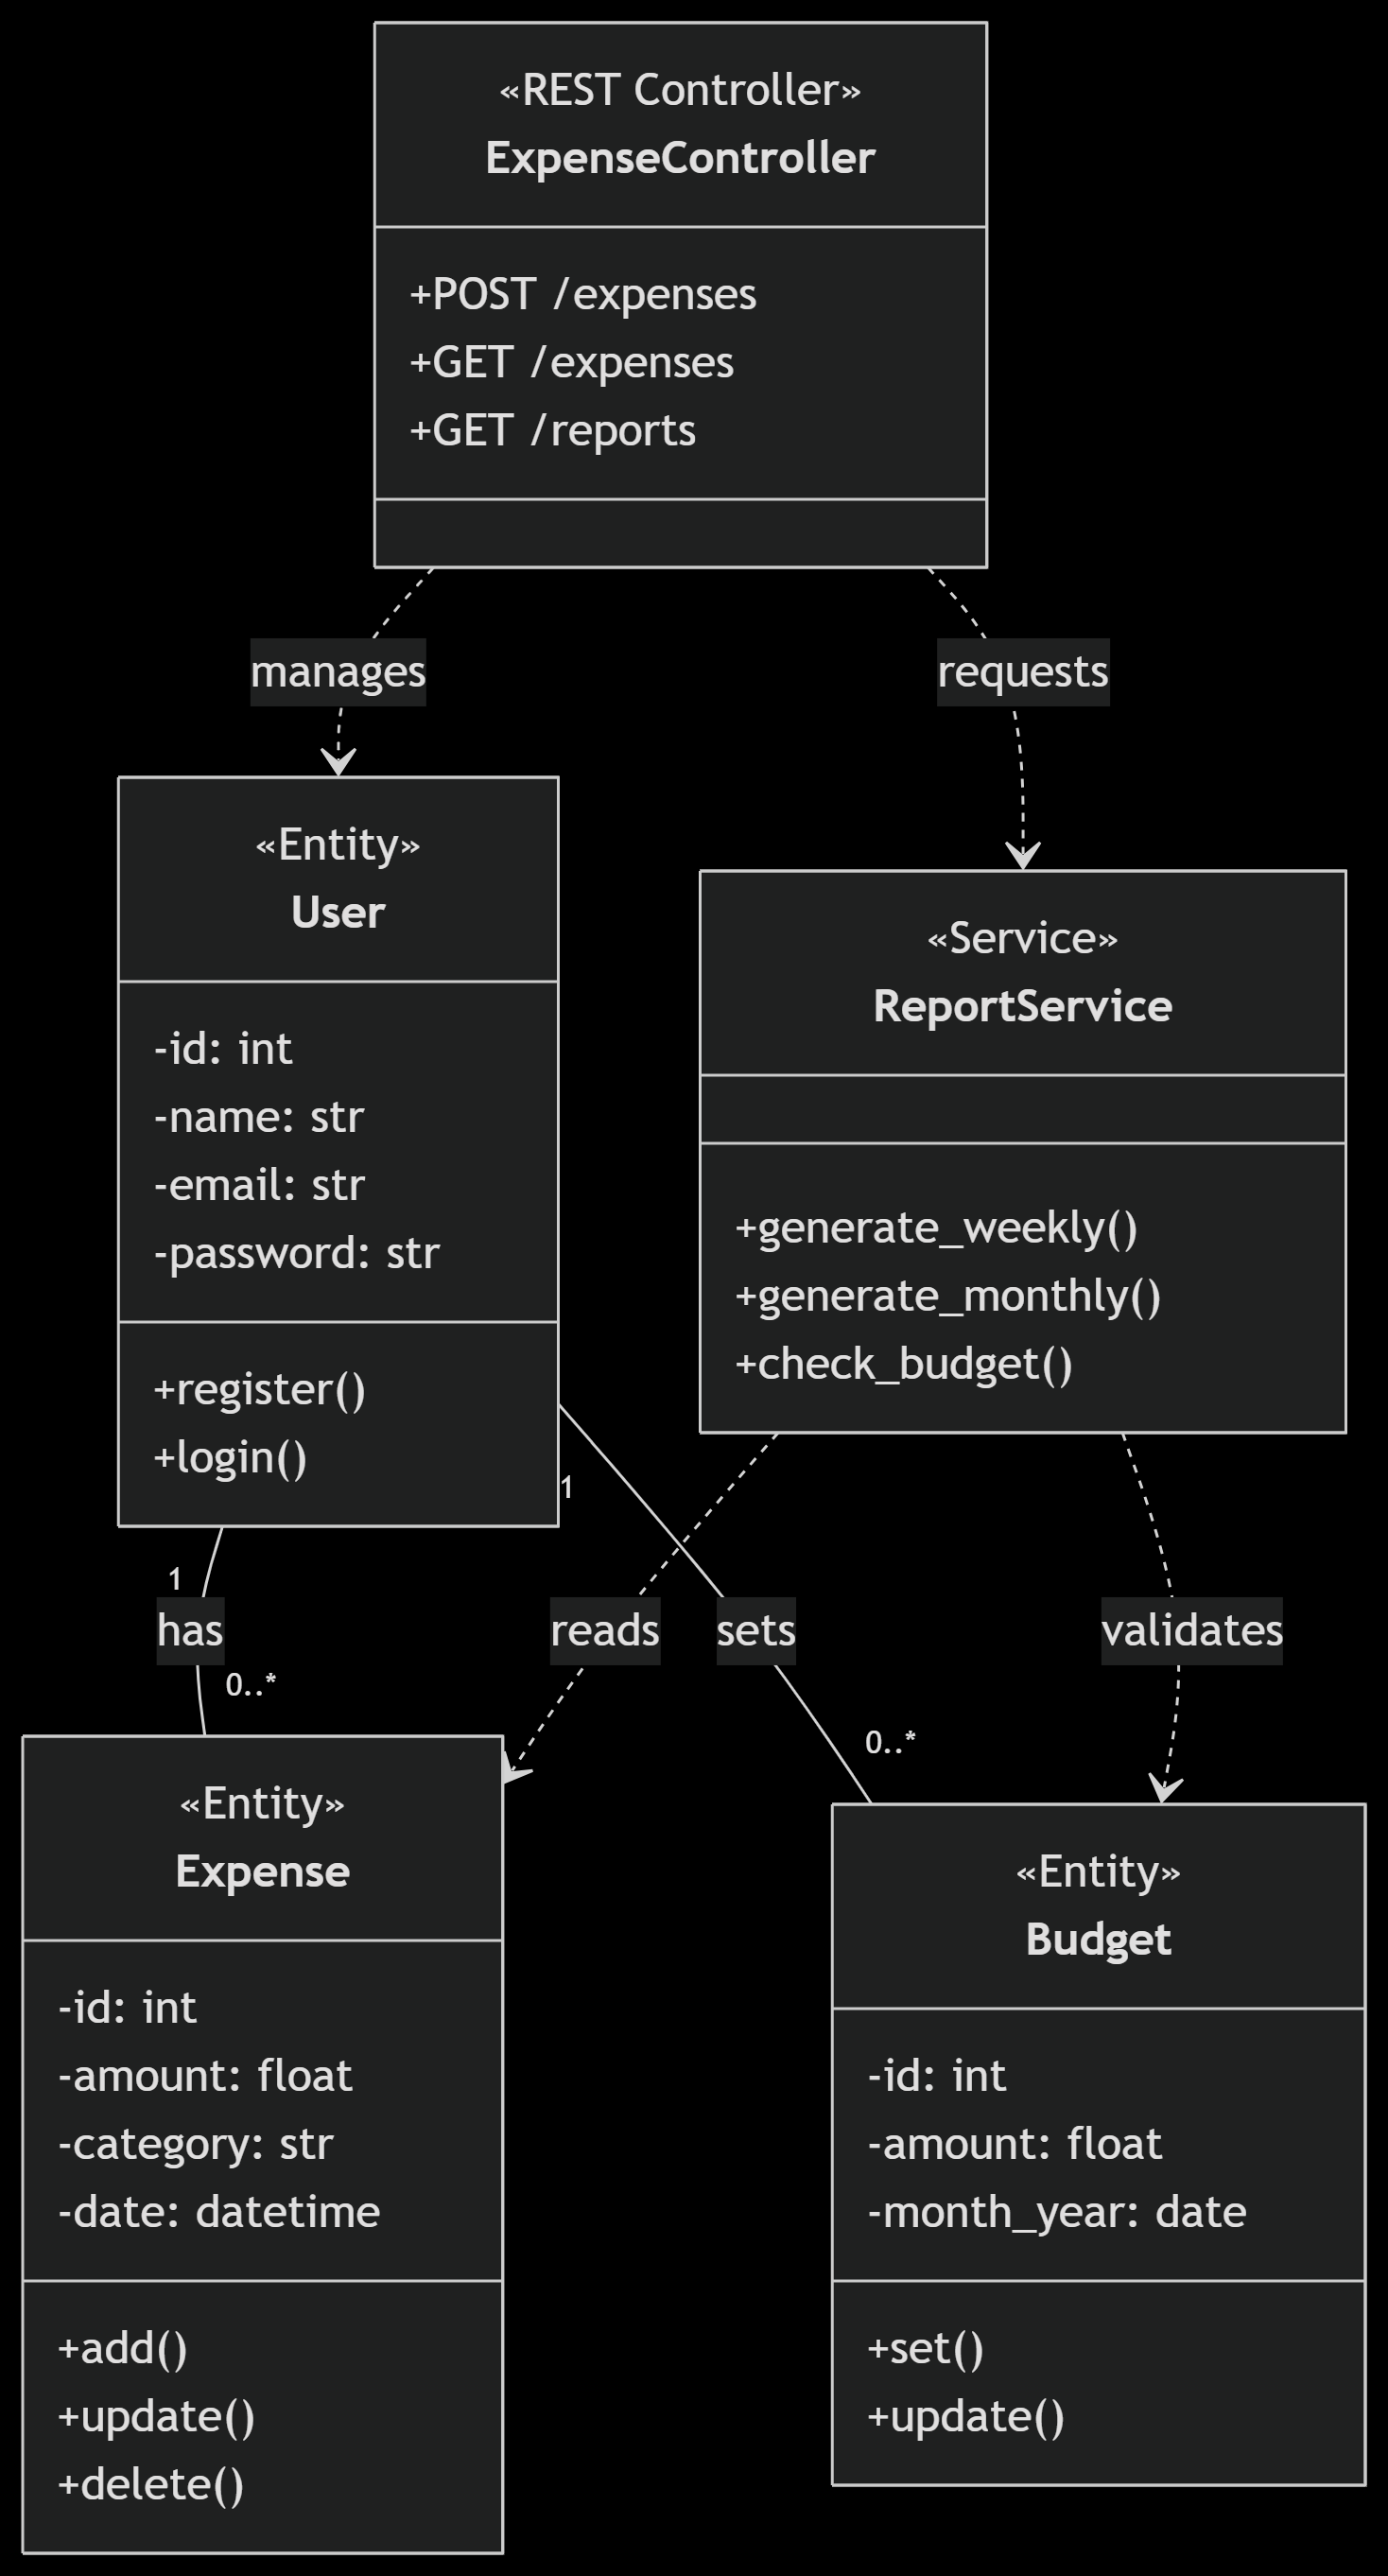 «REST Controller»
ExpenseController
+POST /expenses
+GET /expenses
+GET /reports
manages
requests
«Entity»
User
-id: int
-name: str
-email: str
-password: str
+register()
+login()
«Service»
ReportService
+generate_weekly()
+generate_monthly()
+check_budget()
1
1
has
reads
sets
validates
0..*
0..*
«Entity»
Expense
-id: int
-amount: float
-category: str
-date: datetime
+add()
+update()
+delete()
«Entity»
Budget
-id: int
-amount: float
-month_year: date
+set()
+update()